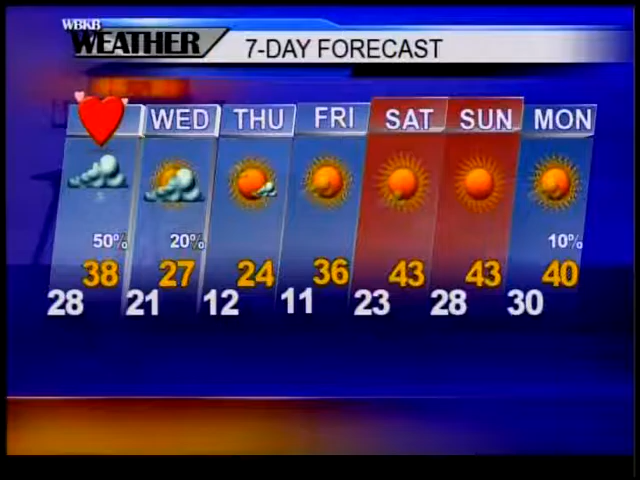 WBKB
WEATHER
7-DAY FORECAST
WED THU FRI SAT SUN MON
50% 20% 10%
38 27 24 36 43 43 40
28 21 12 11 23 28 30